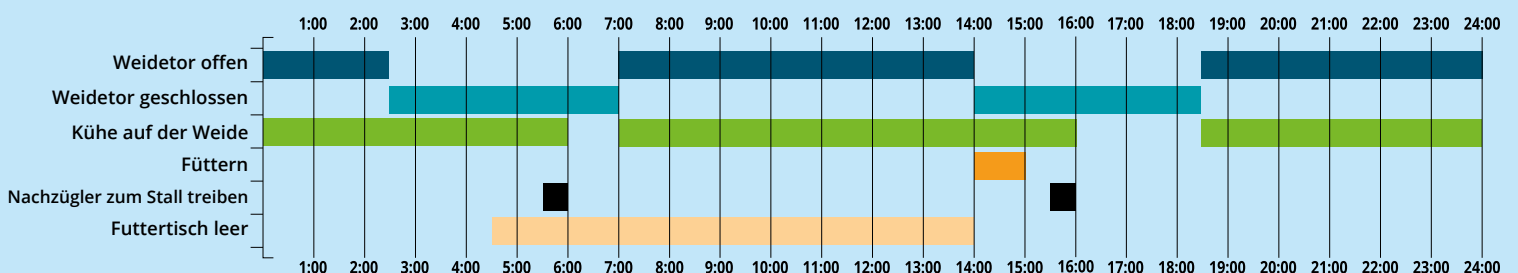 1:00 2:00 3:00 4:00 5:00 6:00 7:00 8:00 9:00 10:00 11:00 12:00 13:00 14:00 15:00 16:00 17:00 18:00 19:00 20:00 21:00 22:00 23:00 24:00
Weidetor offen
Weidetor geschlossen
Kühe auf der Weide
Füttern
Nachzügler zum Stall treiben
Futtertisch leer
1:00 2:00 3:00 4:00 5:00 6:00 7:00 8:00 9:00 10:00 11:00 12:00 13:00 14:00 15:00 16:00 17:00 18:00 19:00 20:00 21:00 22:00 23:00 24:00